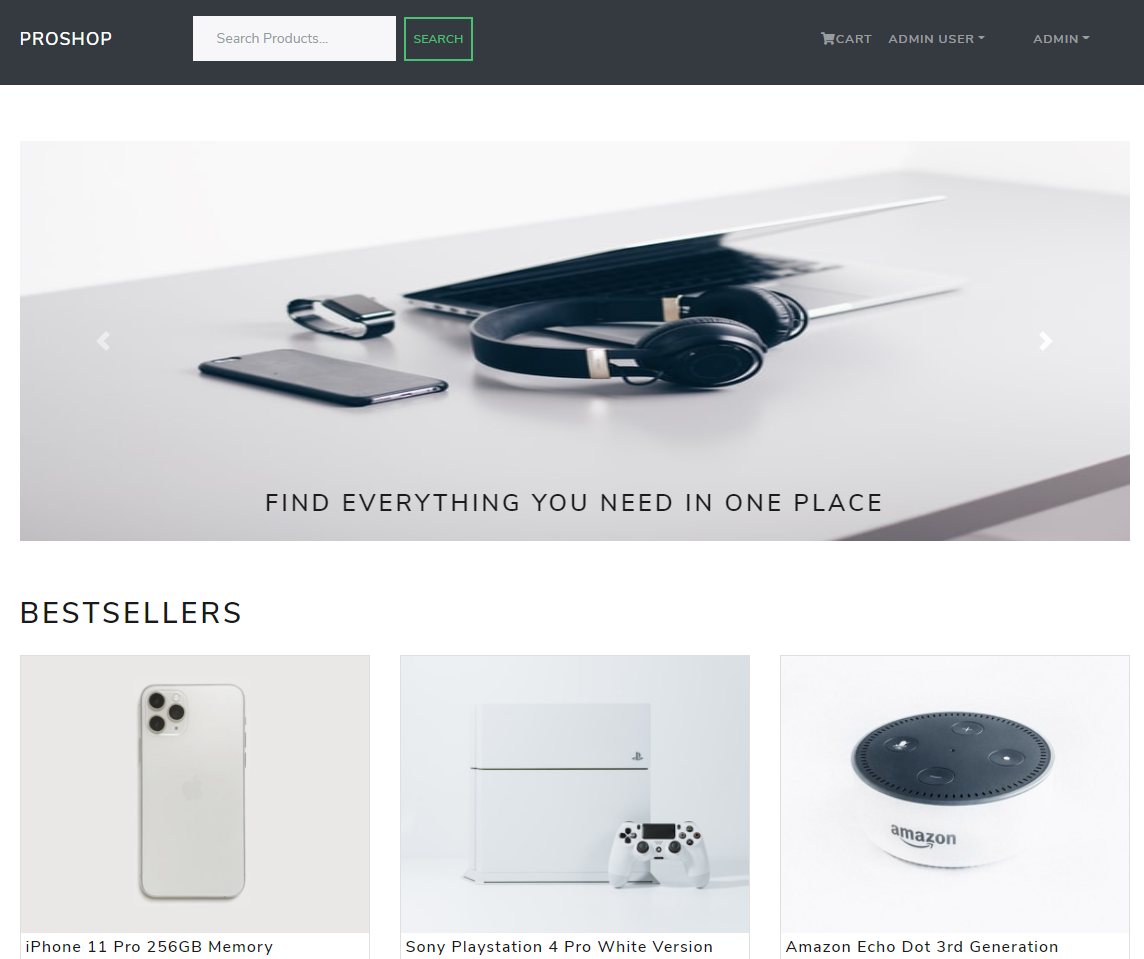 PROSHOP
Search Products...
SEARCH
CART
ADMIN USER
ADMIN
FIND EVERYTHING YOU NEED IN ONE PLACE
BESTSELLERS
amazon
iPhone 11 Pro 256GB Memory
Sony Playstation 4 Pro White Version
Amazon Echo Dot 3rd Generation